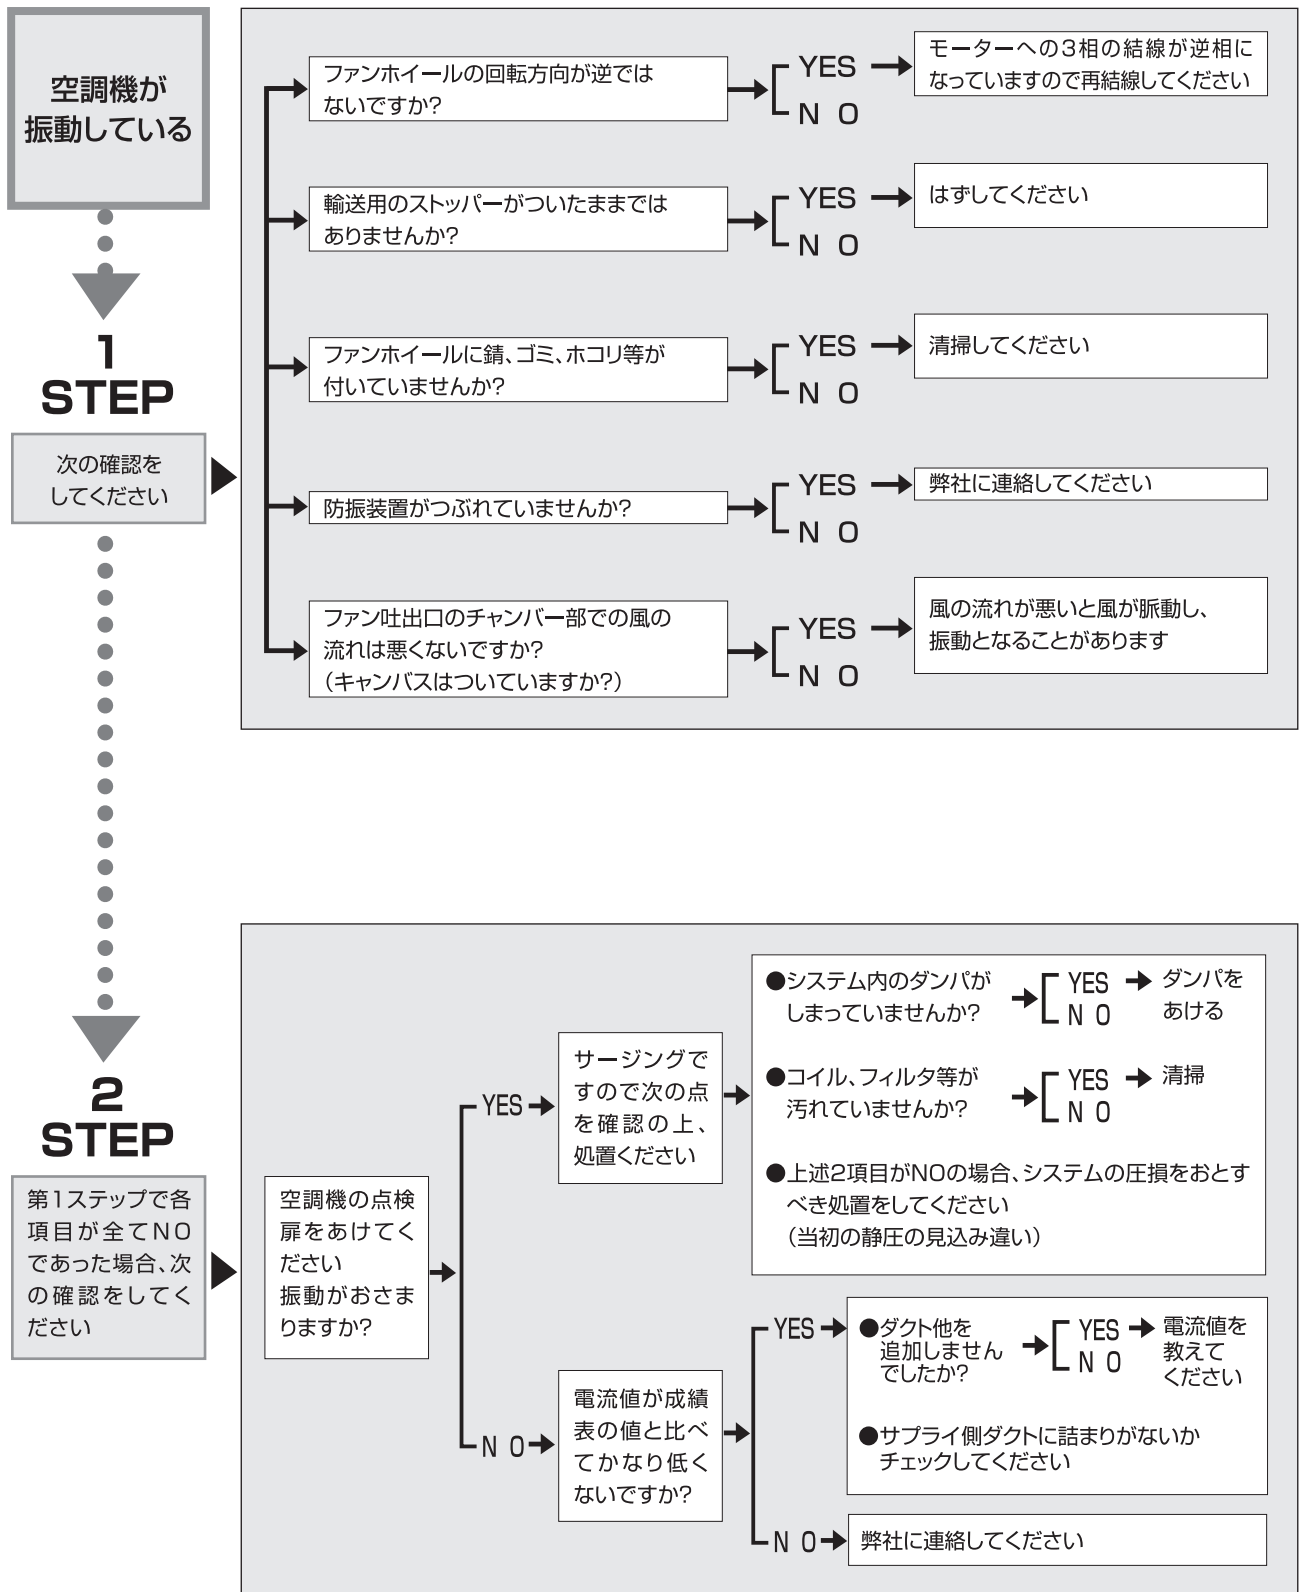 空調機が
振動している
1
STEP
次の確認を
してください
ファンホイールの回転方向が逆では
ないですか?
YES
NO
モーターへの3相の結線が逆相に
なっていますので再結線してください
輸送用のストッパーがついたままでは
ありませんか?
YES
NO
はずしてください
ファンホイールに錆、ゴミ、ホコリ等が
付いていませんか?
YES
NO
清掃してください
防振装置がつぶれていませんか?
YES
NO
弊社に連絡してください
ファン吐出口のチャンバー部での風の
流れは悪くないですか?
（キャンバスはついていますか?）
YES
NO
風の流れが悪いと風が脈動し、
振動となることがあります
2
STEP
第1ステップで各
項目が全てNO
であった場合、次
の確認をしてく
ださい
空調機の点検
扉をあけてく
ださい
振動がおさま
りますか?
YES
サージングで
すので次の点
を確認の上、
処置ください
●システム内のダンパが
しまっていませんか?
YES
NO
ダンパを
あける
●コイル、フィルタ等が
汚れていませんか?
YES
NO
清掃
●上述2項目がNOの場合、システムの圧損をおとす
べき処置をしてください
（当初の静圧の見込み違い）
NO
電流値が成績
表の値と比べ
てかなり低く
ないですか?
YES
●ダクト他を
追加しません
でしたか?
YES
NO
電流値を
教えて
ください
●サプライ側ダクトに詰まりがないか
チェックしてください
NO
弊社に連絡してください